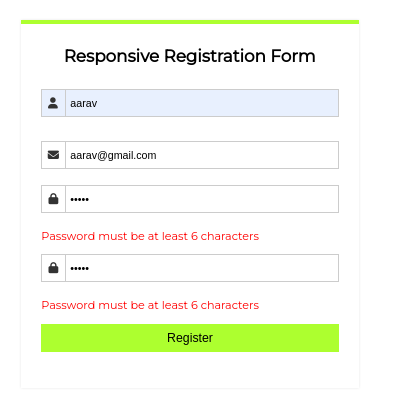 Responsive Registration Form
aarav
aarav@gmail.com
•••••
Password must be at least 6 characters
•••••
Password must be at least 6 characters
Register